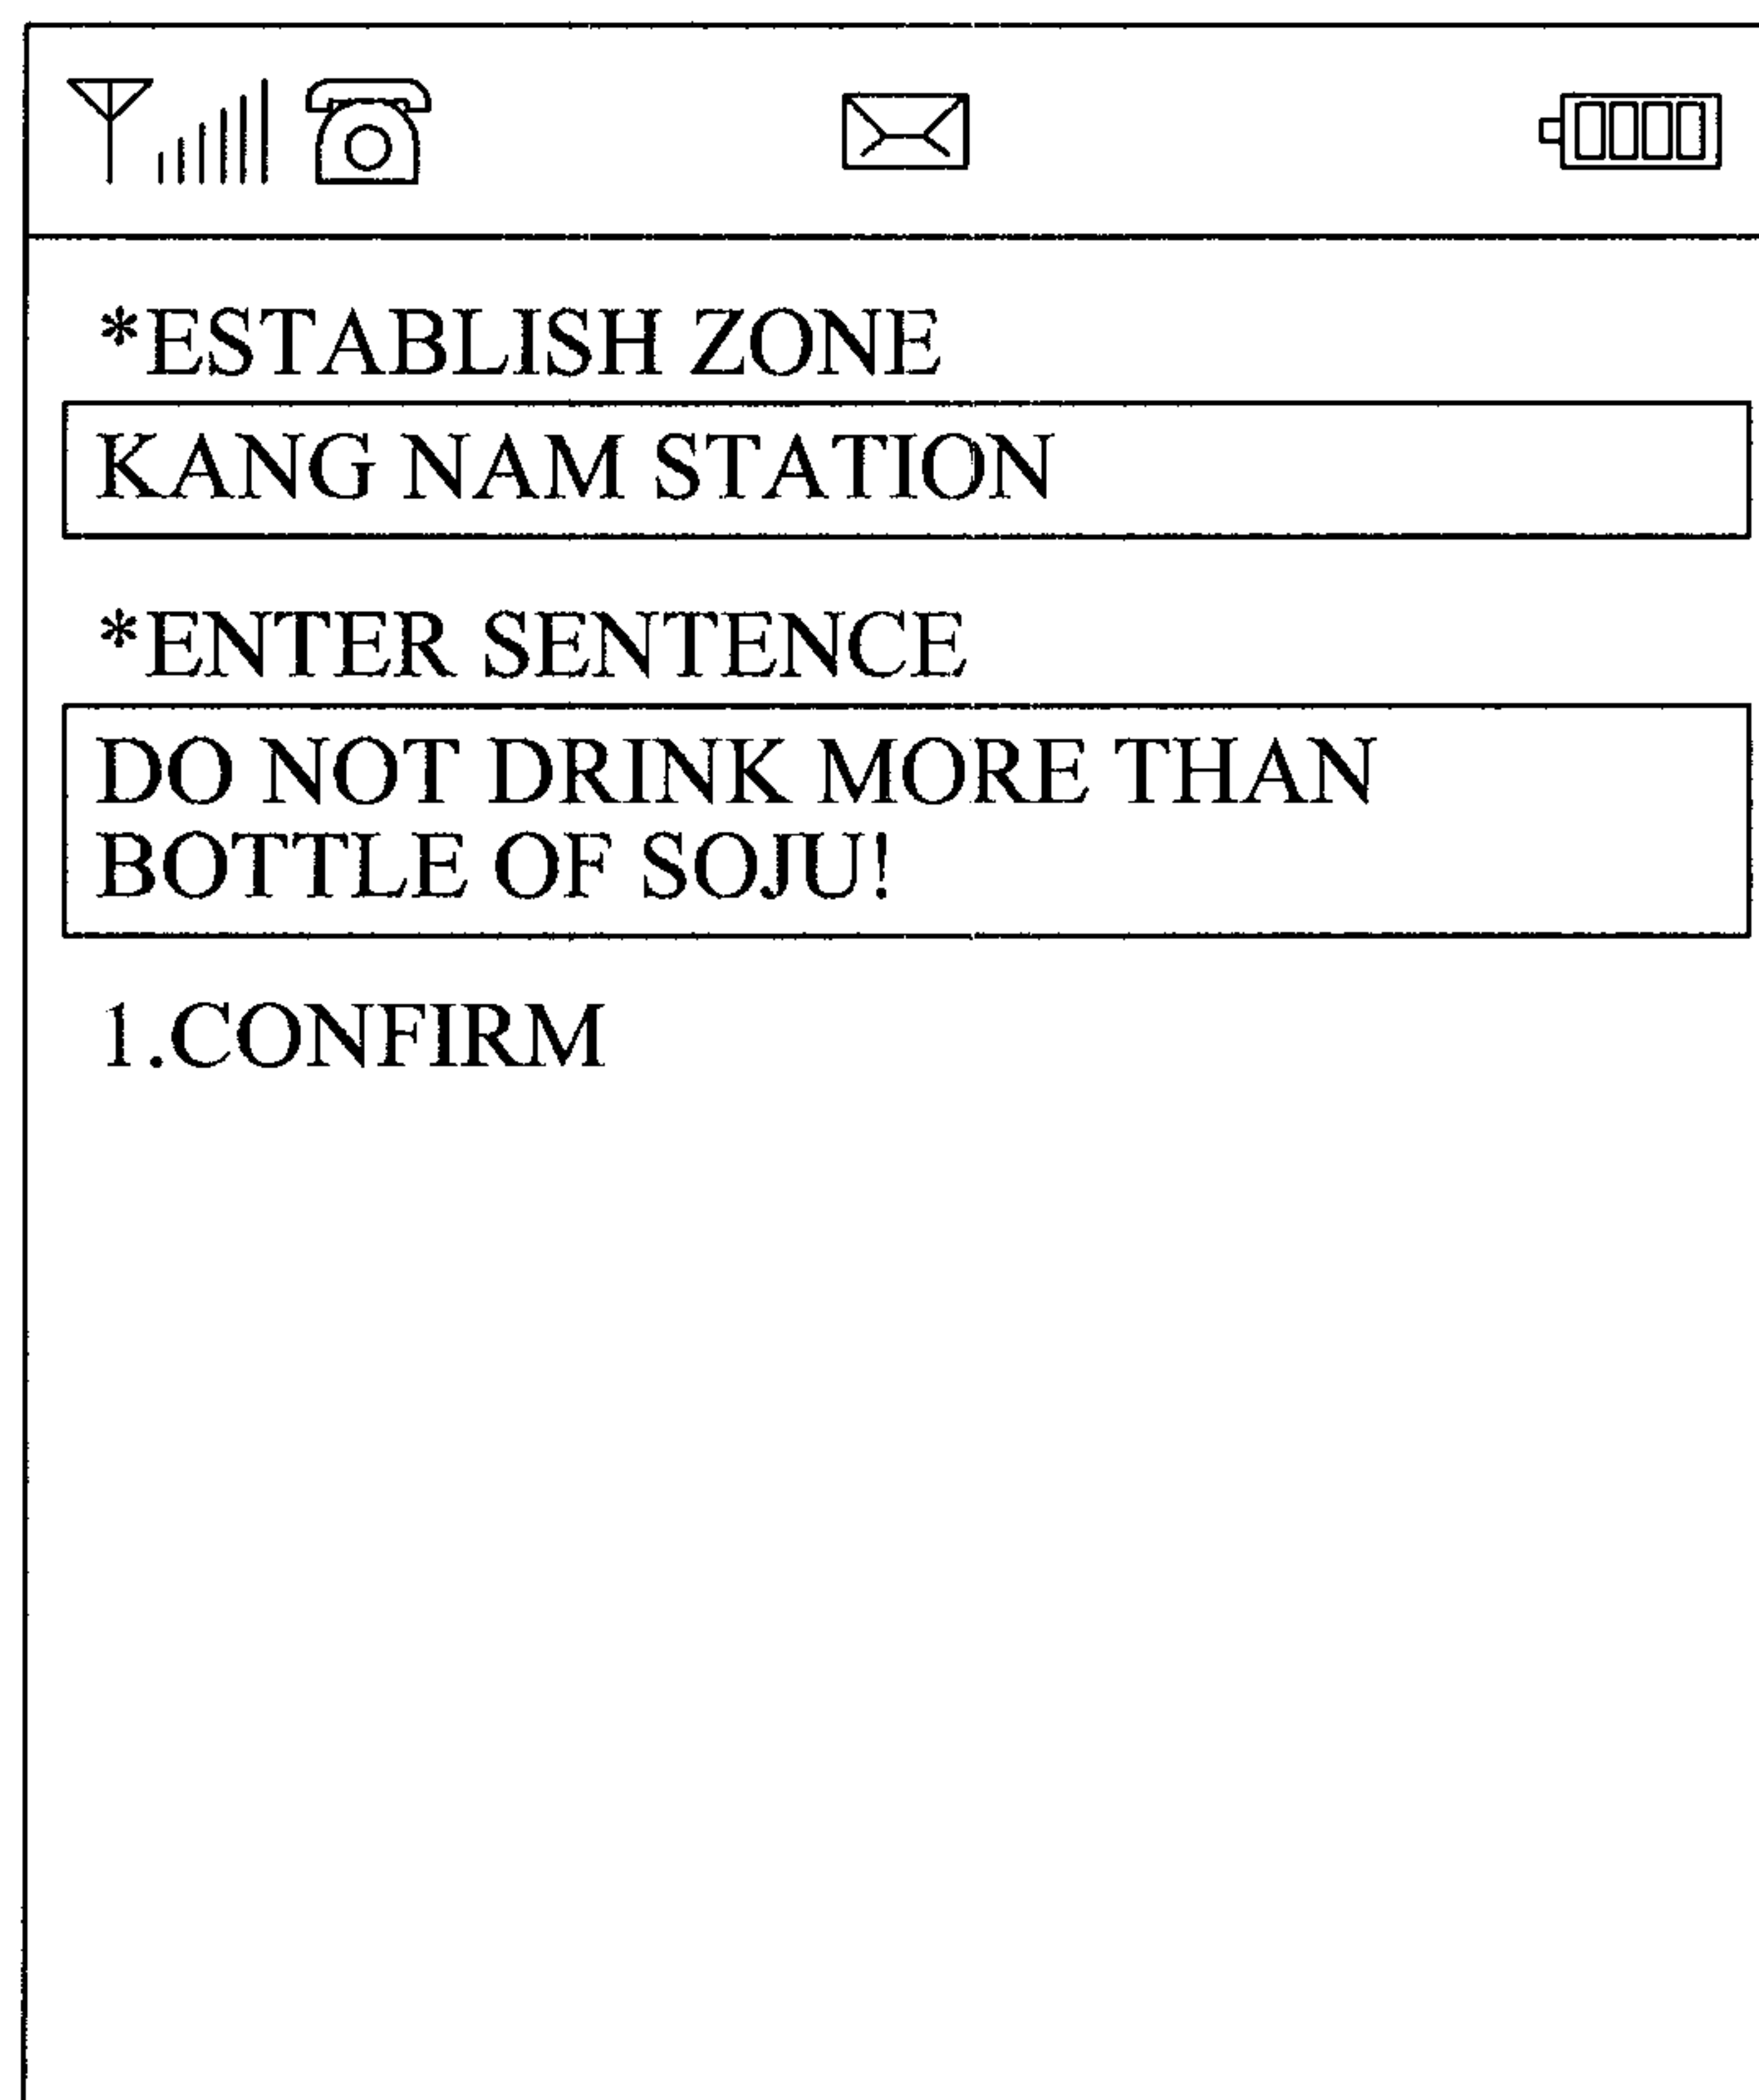 *ESTABLISH ZONE
KANG NAM STATION
*ENTER SENTENCE
DO NOT DRINK MORE THAN
BOTTLE OF SOJU!
1.CONFIRM